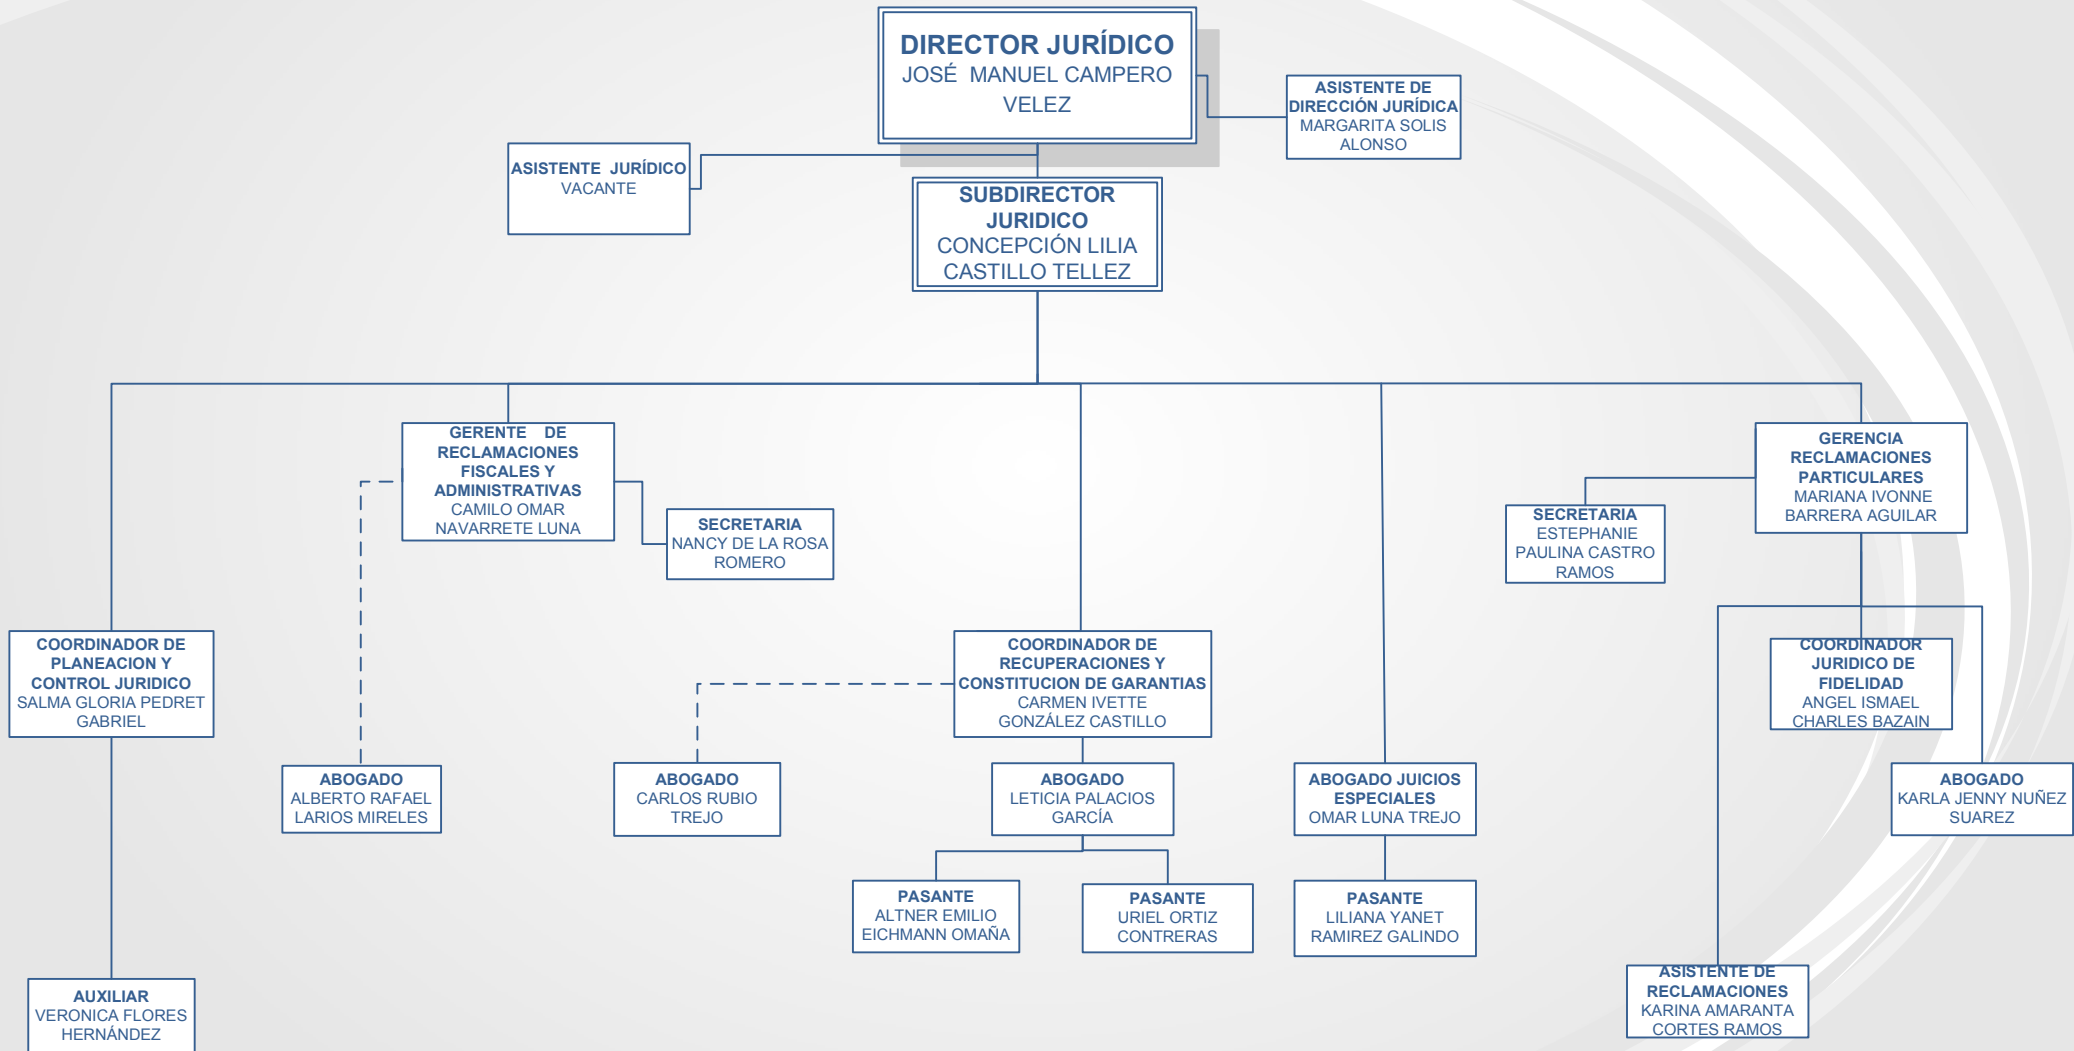 DIRECTOR JURÍDICO
JOSÉ MANUEL CAMPERO
VELEZ
ASISTENTE DE
DIRECCIÓN JURÍDICA
MARGARITA SOLIS
ALONSO
ASISTENTE JURÍDICO
VACANTE
SUBDIRECTOR
JURIDICO
CONCEPCIÓN LILIA
CASTILLO TELLEZ
GERENTE DE
RECLAMACIONES
FISCALES Y
ADMINISTRATIVAS
CAMILO OMAR
NAVARRETE LUNA
SECRETARIA
NANCY DE LA ROSA
ROMERO
GERENCIA
RECLAMACIONES
PARTICULARES
MARIANA IVONNE
BARRERA AGUILAR
SECRETARIA
ESTEPHANIE
PAULINA CASTRO
RAMOS
COORDINADOR DE
PLANEACION Y
CONTROL JURIDICO
SALMA GLORIA PEDRET
GABRIEL
COORDINADOR DE
RECUPERACIONES Y
CONSTITUCION DE GARANTIAS
CARMEN IVETTE
GONZÁLEZ CASTILLO
COORDINADOR
JURIDICO DE
FIDELIDAD
ANGEL ISMAEL
CHARLES BAZAIN
ABOGADO
ALBERTO RAFAEL
LARIOS MIRELES
ABOGADO
CARLOS RUBIO
TREJO
ABOGADO
LETICIA PALACIOS
GARCÍA
ABOGADO JUICIOS
ESPECIALES
OMAR LUNA TREJO
ABOGADO
KARLA JENNY NUÑEZ
SUAREZ
PASANTE
ALTNER EMILIO
EICHMANN OMAÑA
PASANTE
URIEL ORTIZ
CONTRERAS
PASANTE
LILIANA YANET
RAMIREZ GALINDO
AUXILIAR
VERONICA FLORES
HERNÁNDEZ
ASISTENTE DE
RECLAMACIONES
KARINA AMARANTA
CORTES RAMOS